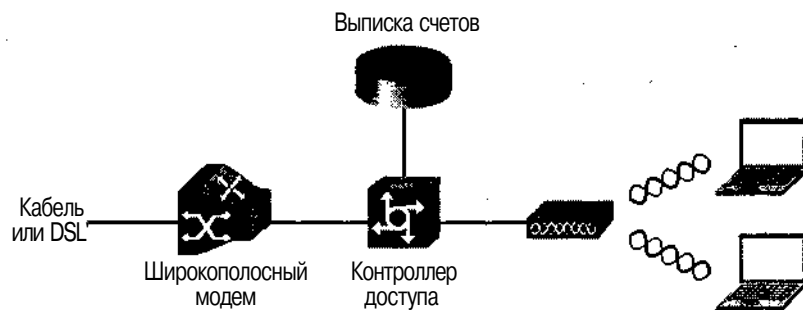 Выписка счетов
Кабель
или DSL
Широкополосный
модем
Контроллер
доступа